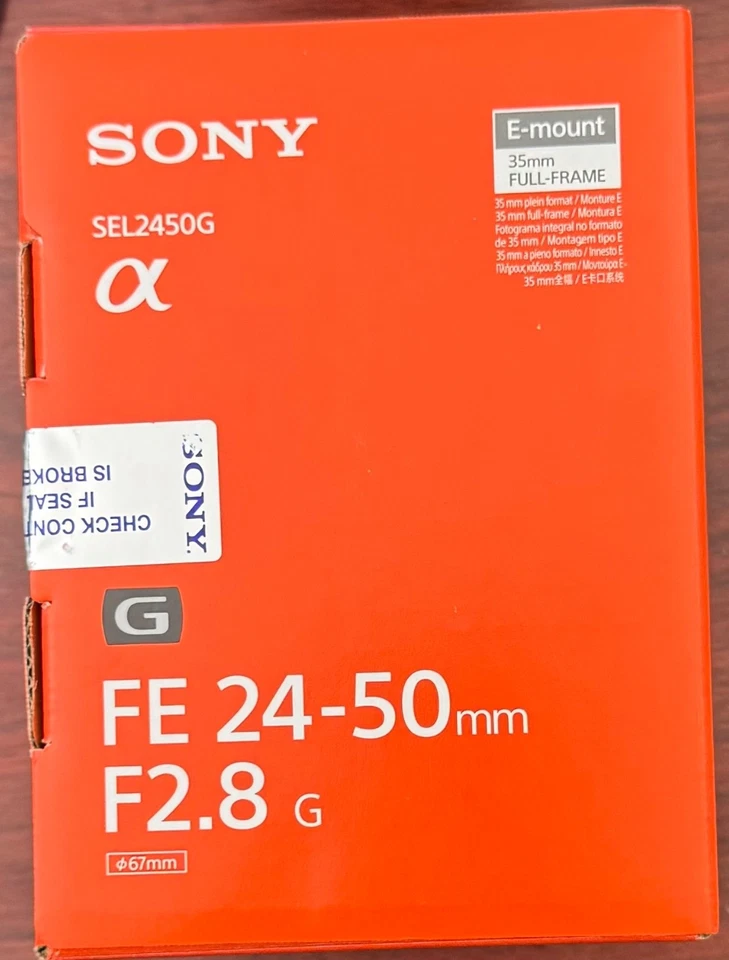 SONY
E-mount
35mm
FULL-FRAME
35 mm plein format / Monture E
35 mm full-frame / Montura E
Fotograma integral no formato
de 35 mm / Montagem tipo E
35 mm a pieno formato / Innesto E
Πλήρους κάδρου 35 mm / Μοντούρα E
35 mm全幅 / E卡口系统
SEL2450G
α
SONY
CHECK CONT
IF SEAL
IS BROKE
G
FE 24-50mm
F2.8 G
ϕ67mm